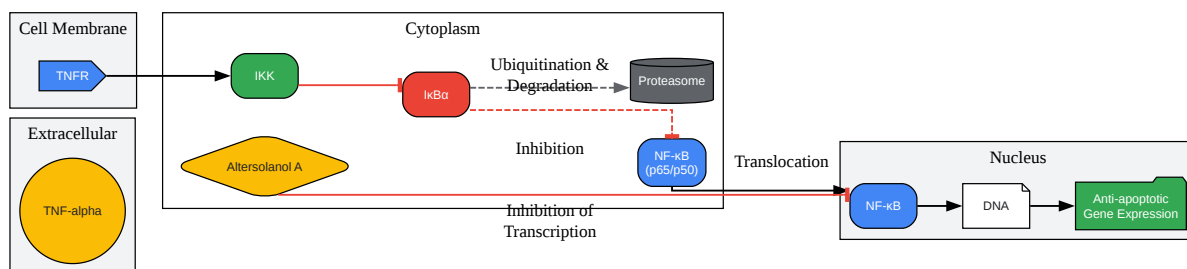 Cell Membrane
TNFR
Extracellular
TNF-alpha
Cytoplasm
IKK
IκBα
Ubiquitination &
Degradation
Proteasome
Altersolanol A
Inhibition
NF-κB
(p65/p50)
Inhibition of
Transcription
Translocation
Nucleus
NF-κB
DNA
Anti-apoptotic
Gene Expression